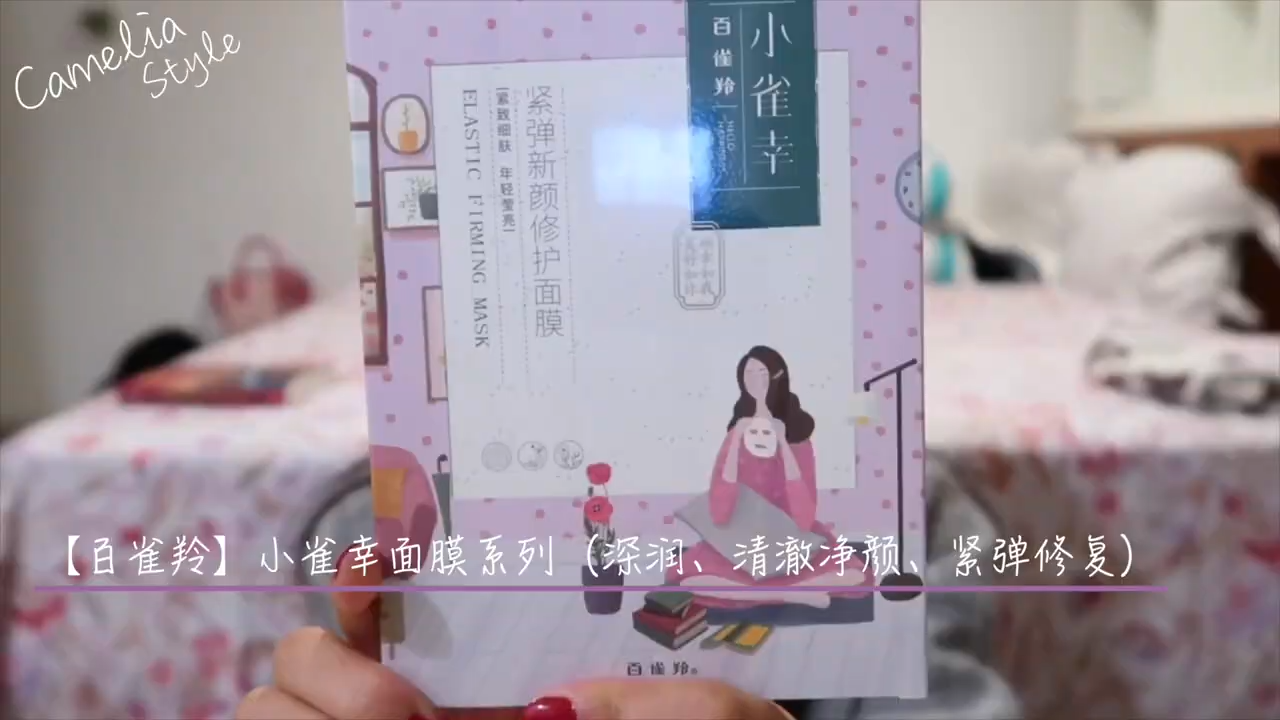 Camelia
Style
小雀幸
百雀羚
紧弹新颜修护面膜
紧致细肤 年轻莹亮
ELASTIC FIRMING MASK
【百雀羚】小雀幸面膜系列（深润、清澈净颜、紧弹修复）
百雀羚